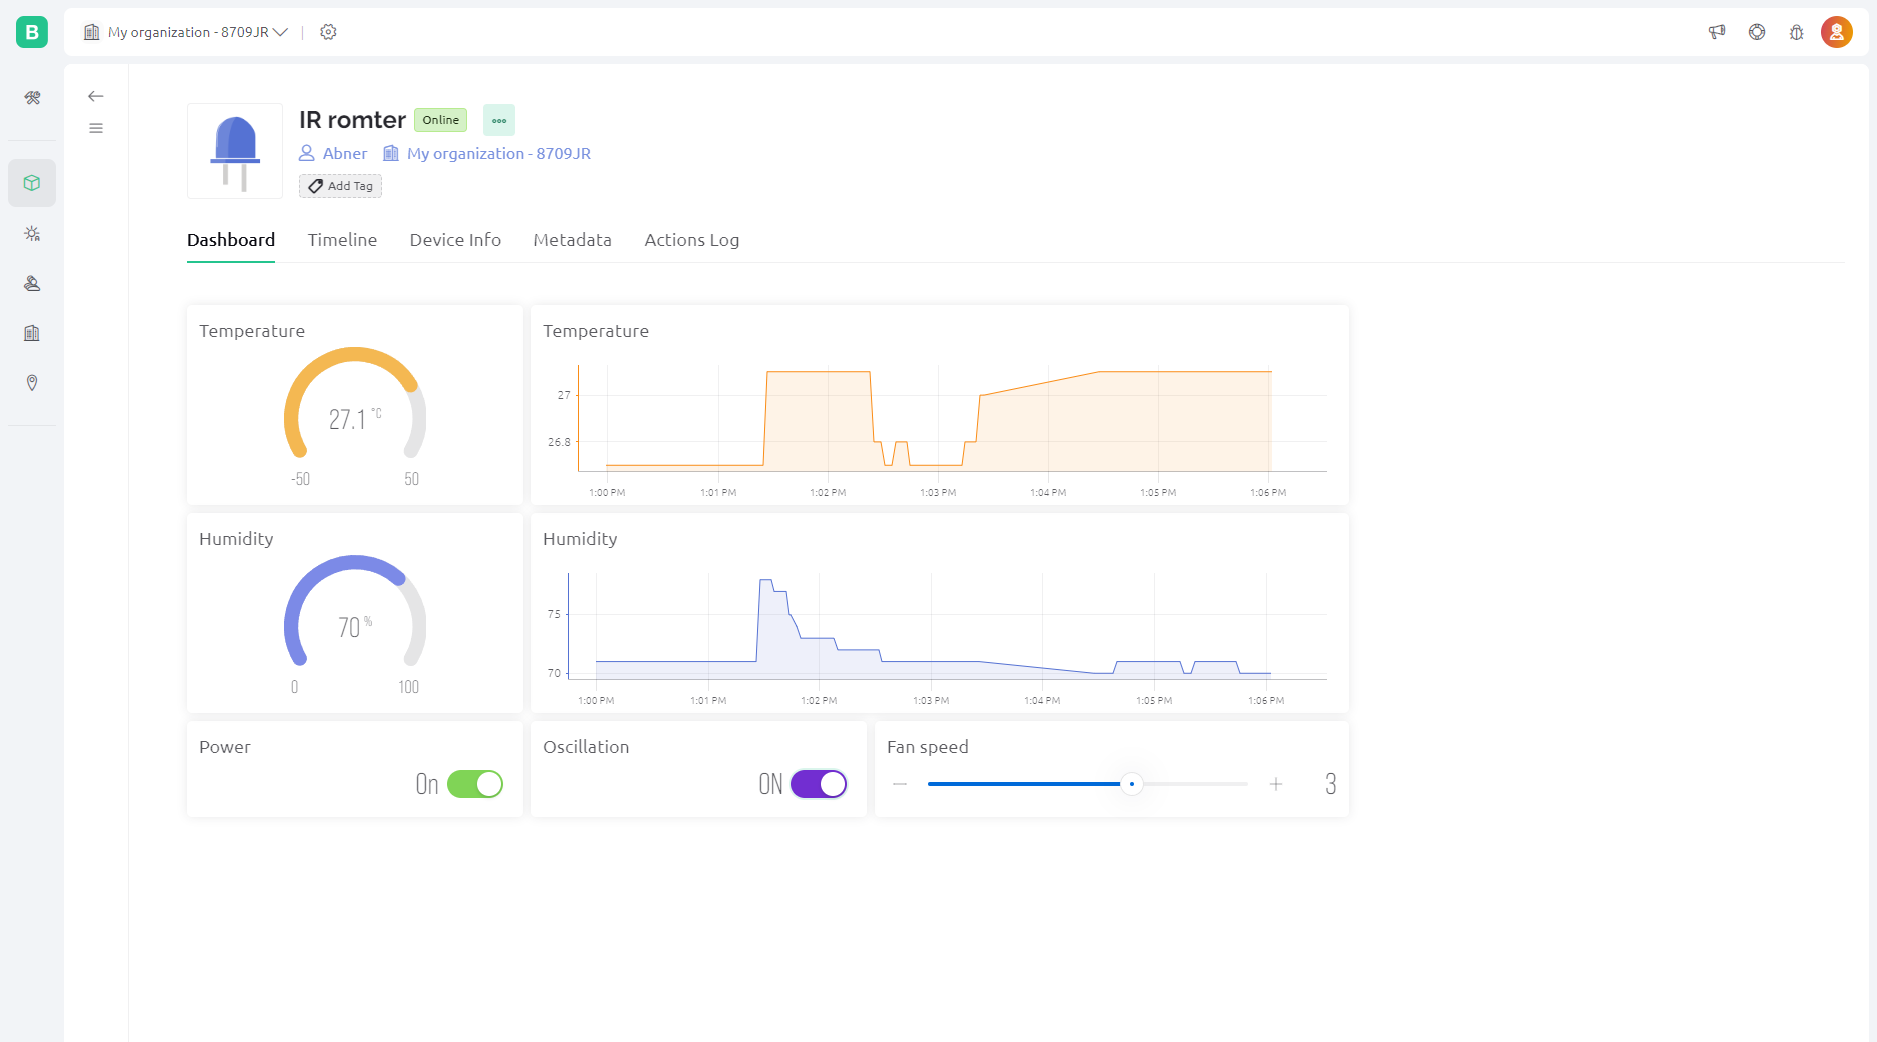 B
My organization - 8709JR
IR romter
Online
Abner
My organization - 8709JR
Add Tag
Dashboard
Timeline
Device Info
Metadata
Actions Log
Temperature
27.1 °C
-50
50
Temperature
27
26.8
1:00 PM
1:01 PM
1:02 PM
1:03 PM
1:04 PM
1:05 PM
1:06 PM
Humidity
70 %
0
100
Humidity
75
70
1:00 PM
1:01 PM
1:02 PM
1:03 PM
1:04 PM
1:05 PM
1:06 PM
Power
On
Oscillation
ON
Fan speed
3